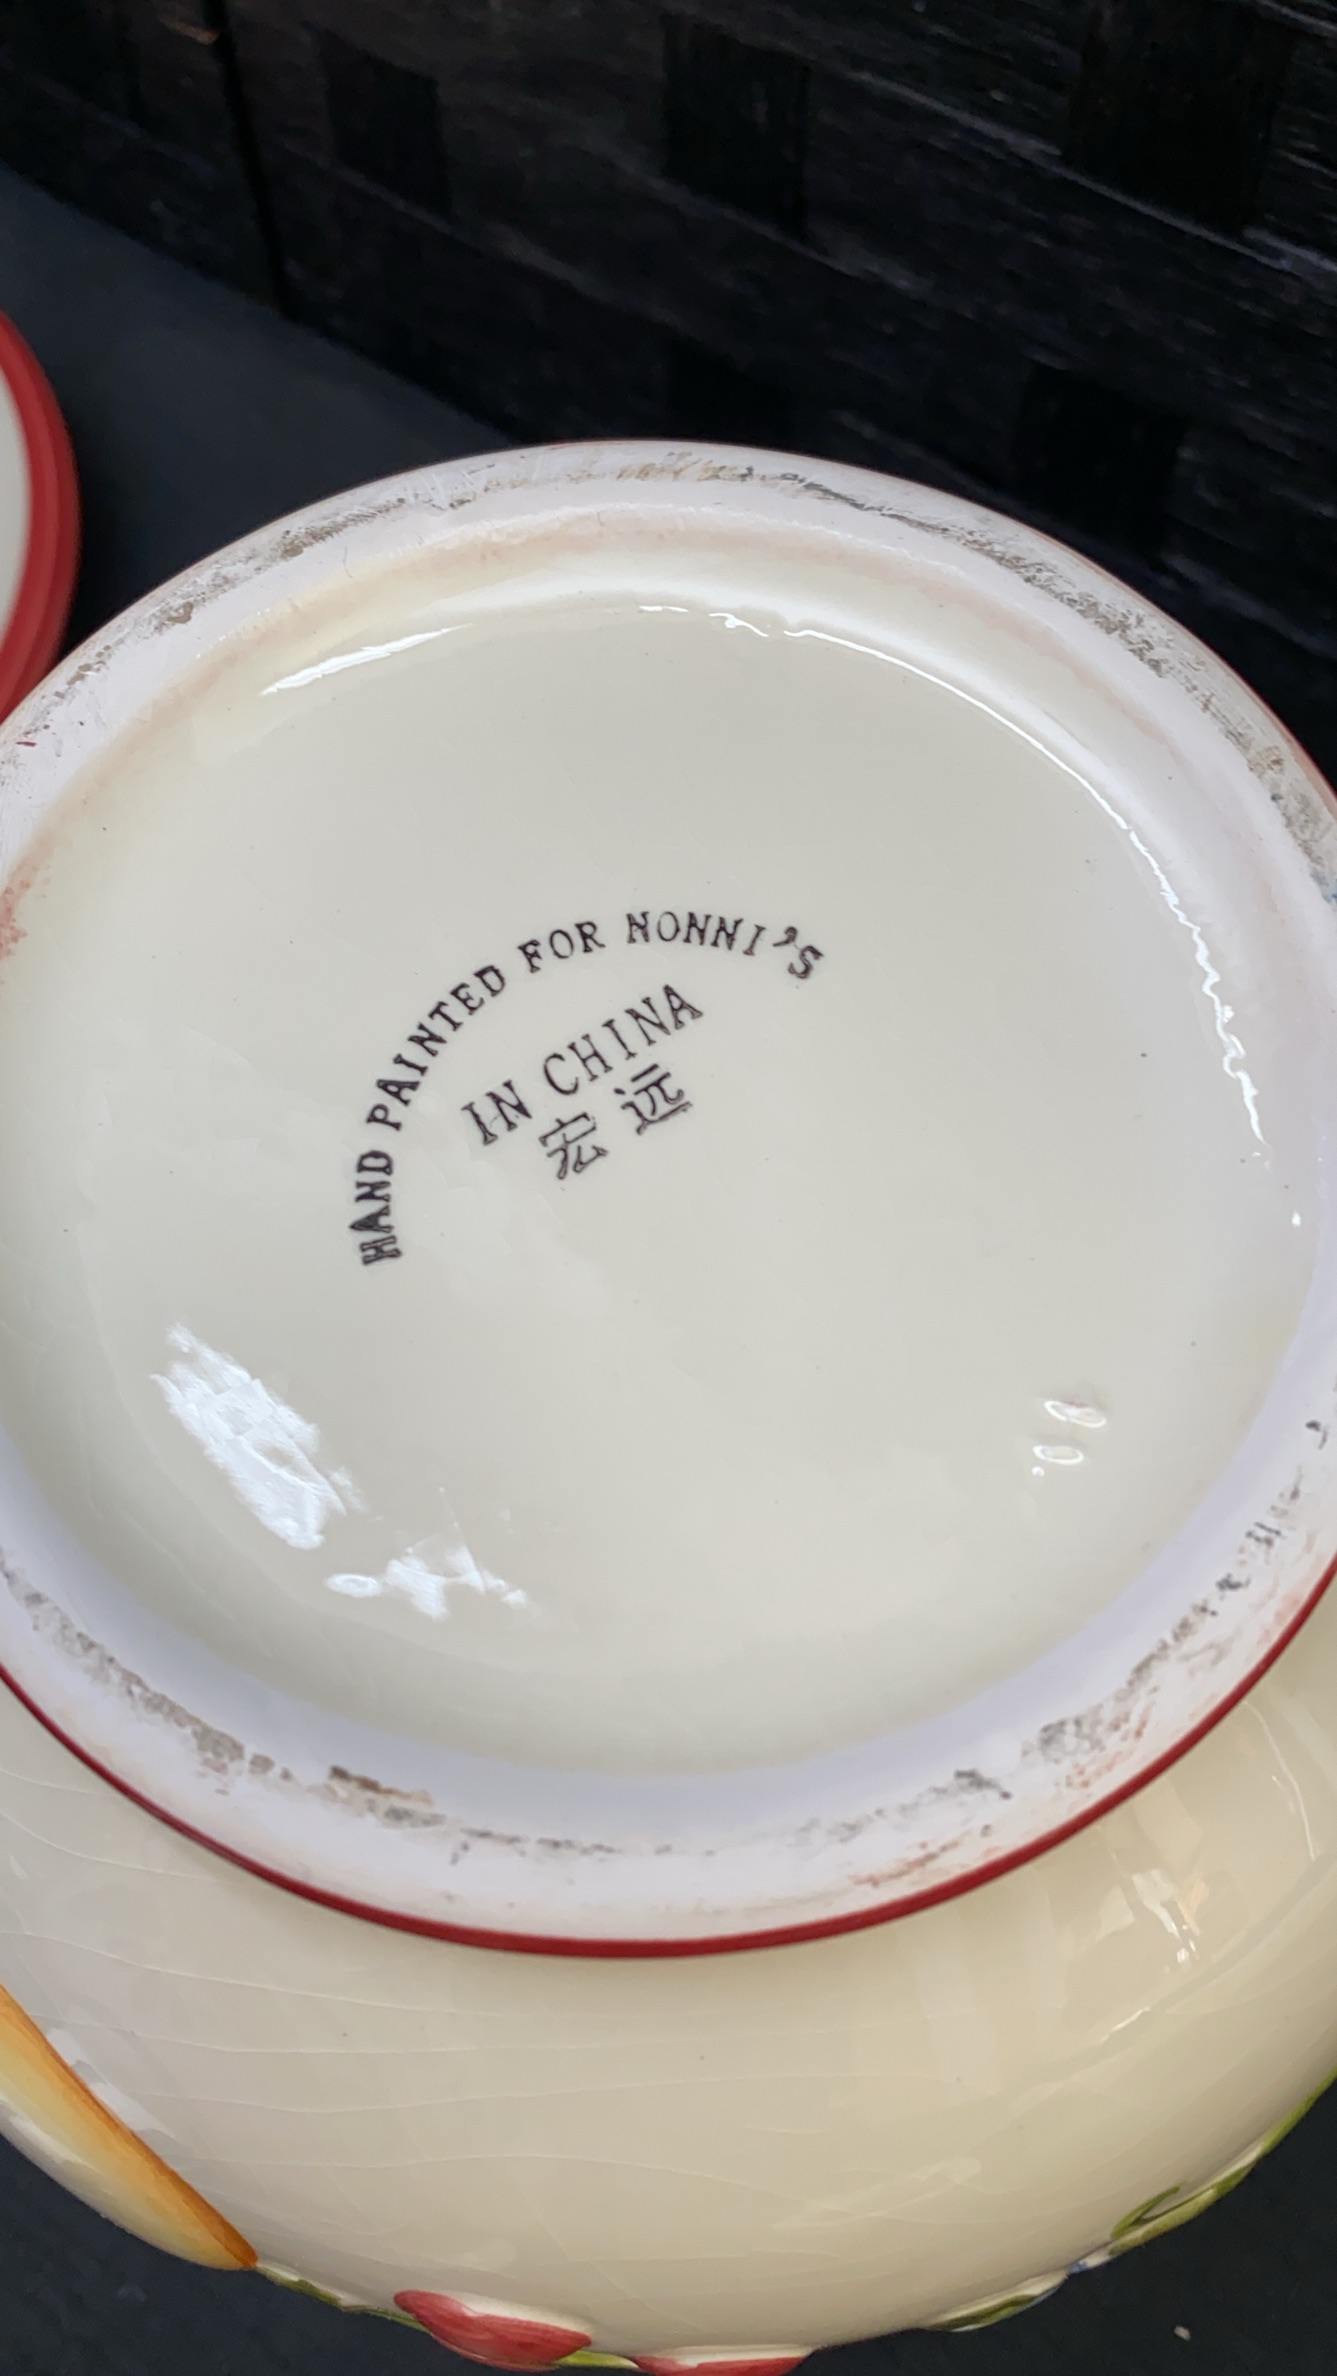 HAND PAINTED FOR NONNI'S
IN CHINA
宏远